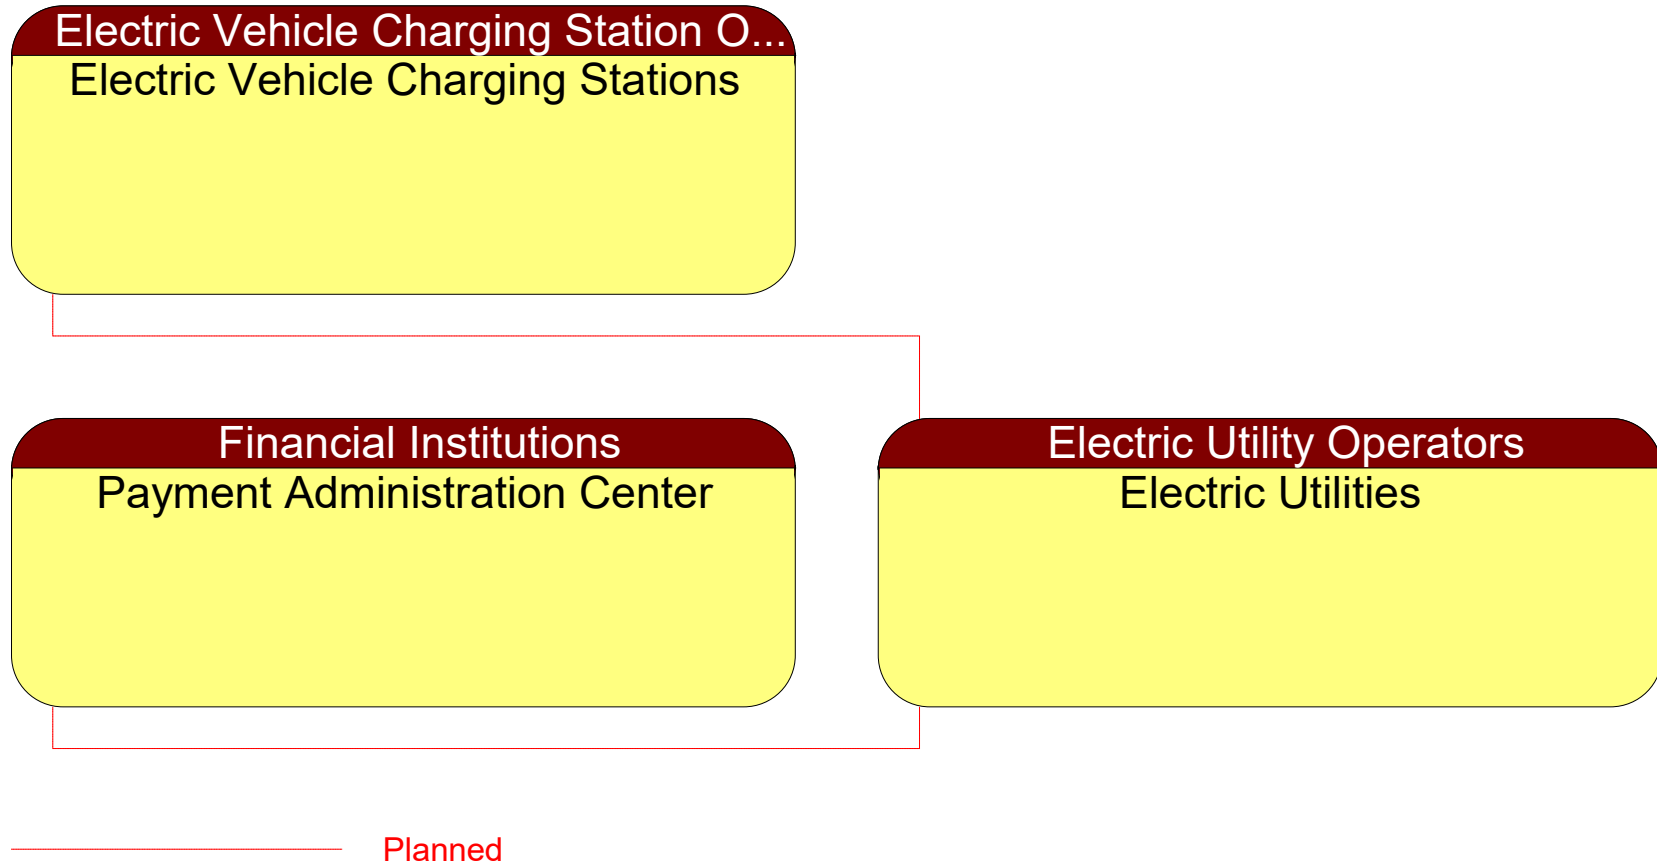 Electric Vehicle Charging Station O...
Electric Vehicle Charging Stations
Financial Institutions
Payment Administration Center
Electric Utility Operators
Electric Utilities
Planned